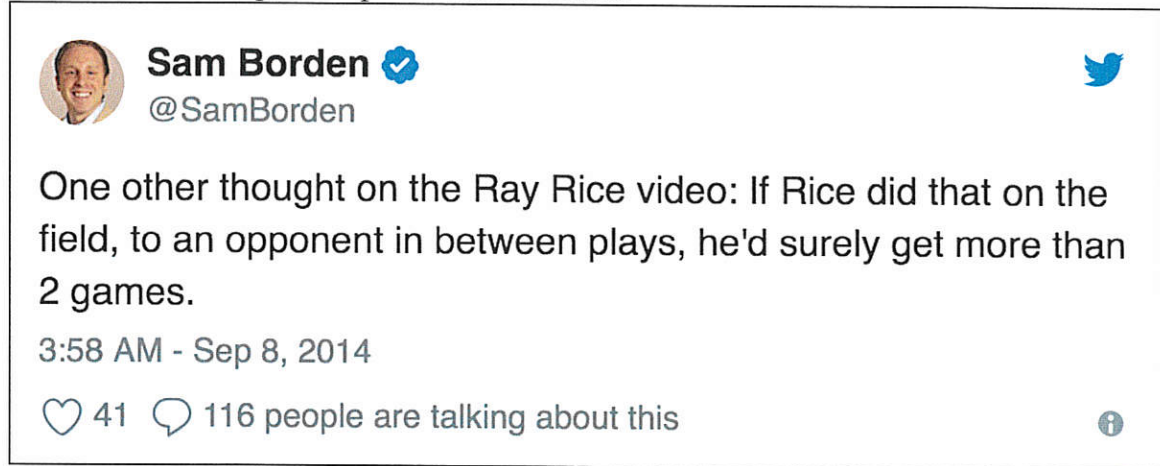 Sam Borden
@SamBorden
One other thought on the Ray Rice video: If Rice did that on the
field, to an opponent in between plays, he'd surely get more than
2 games.
3:58 AM - Sep 8, 2014
41 116 people are talking about this